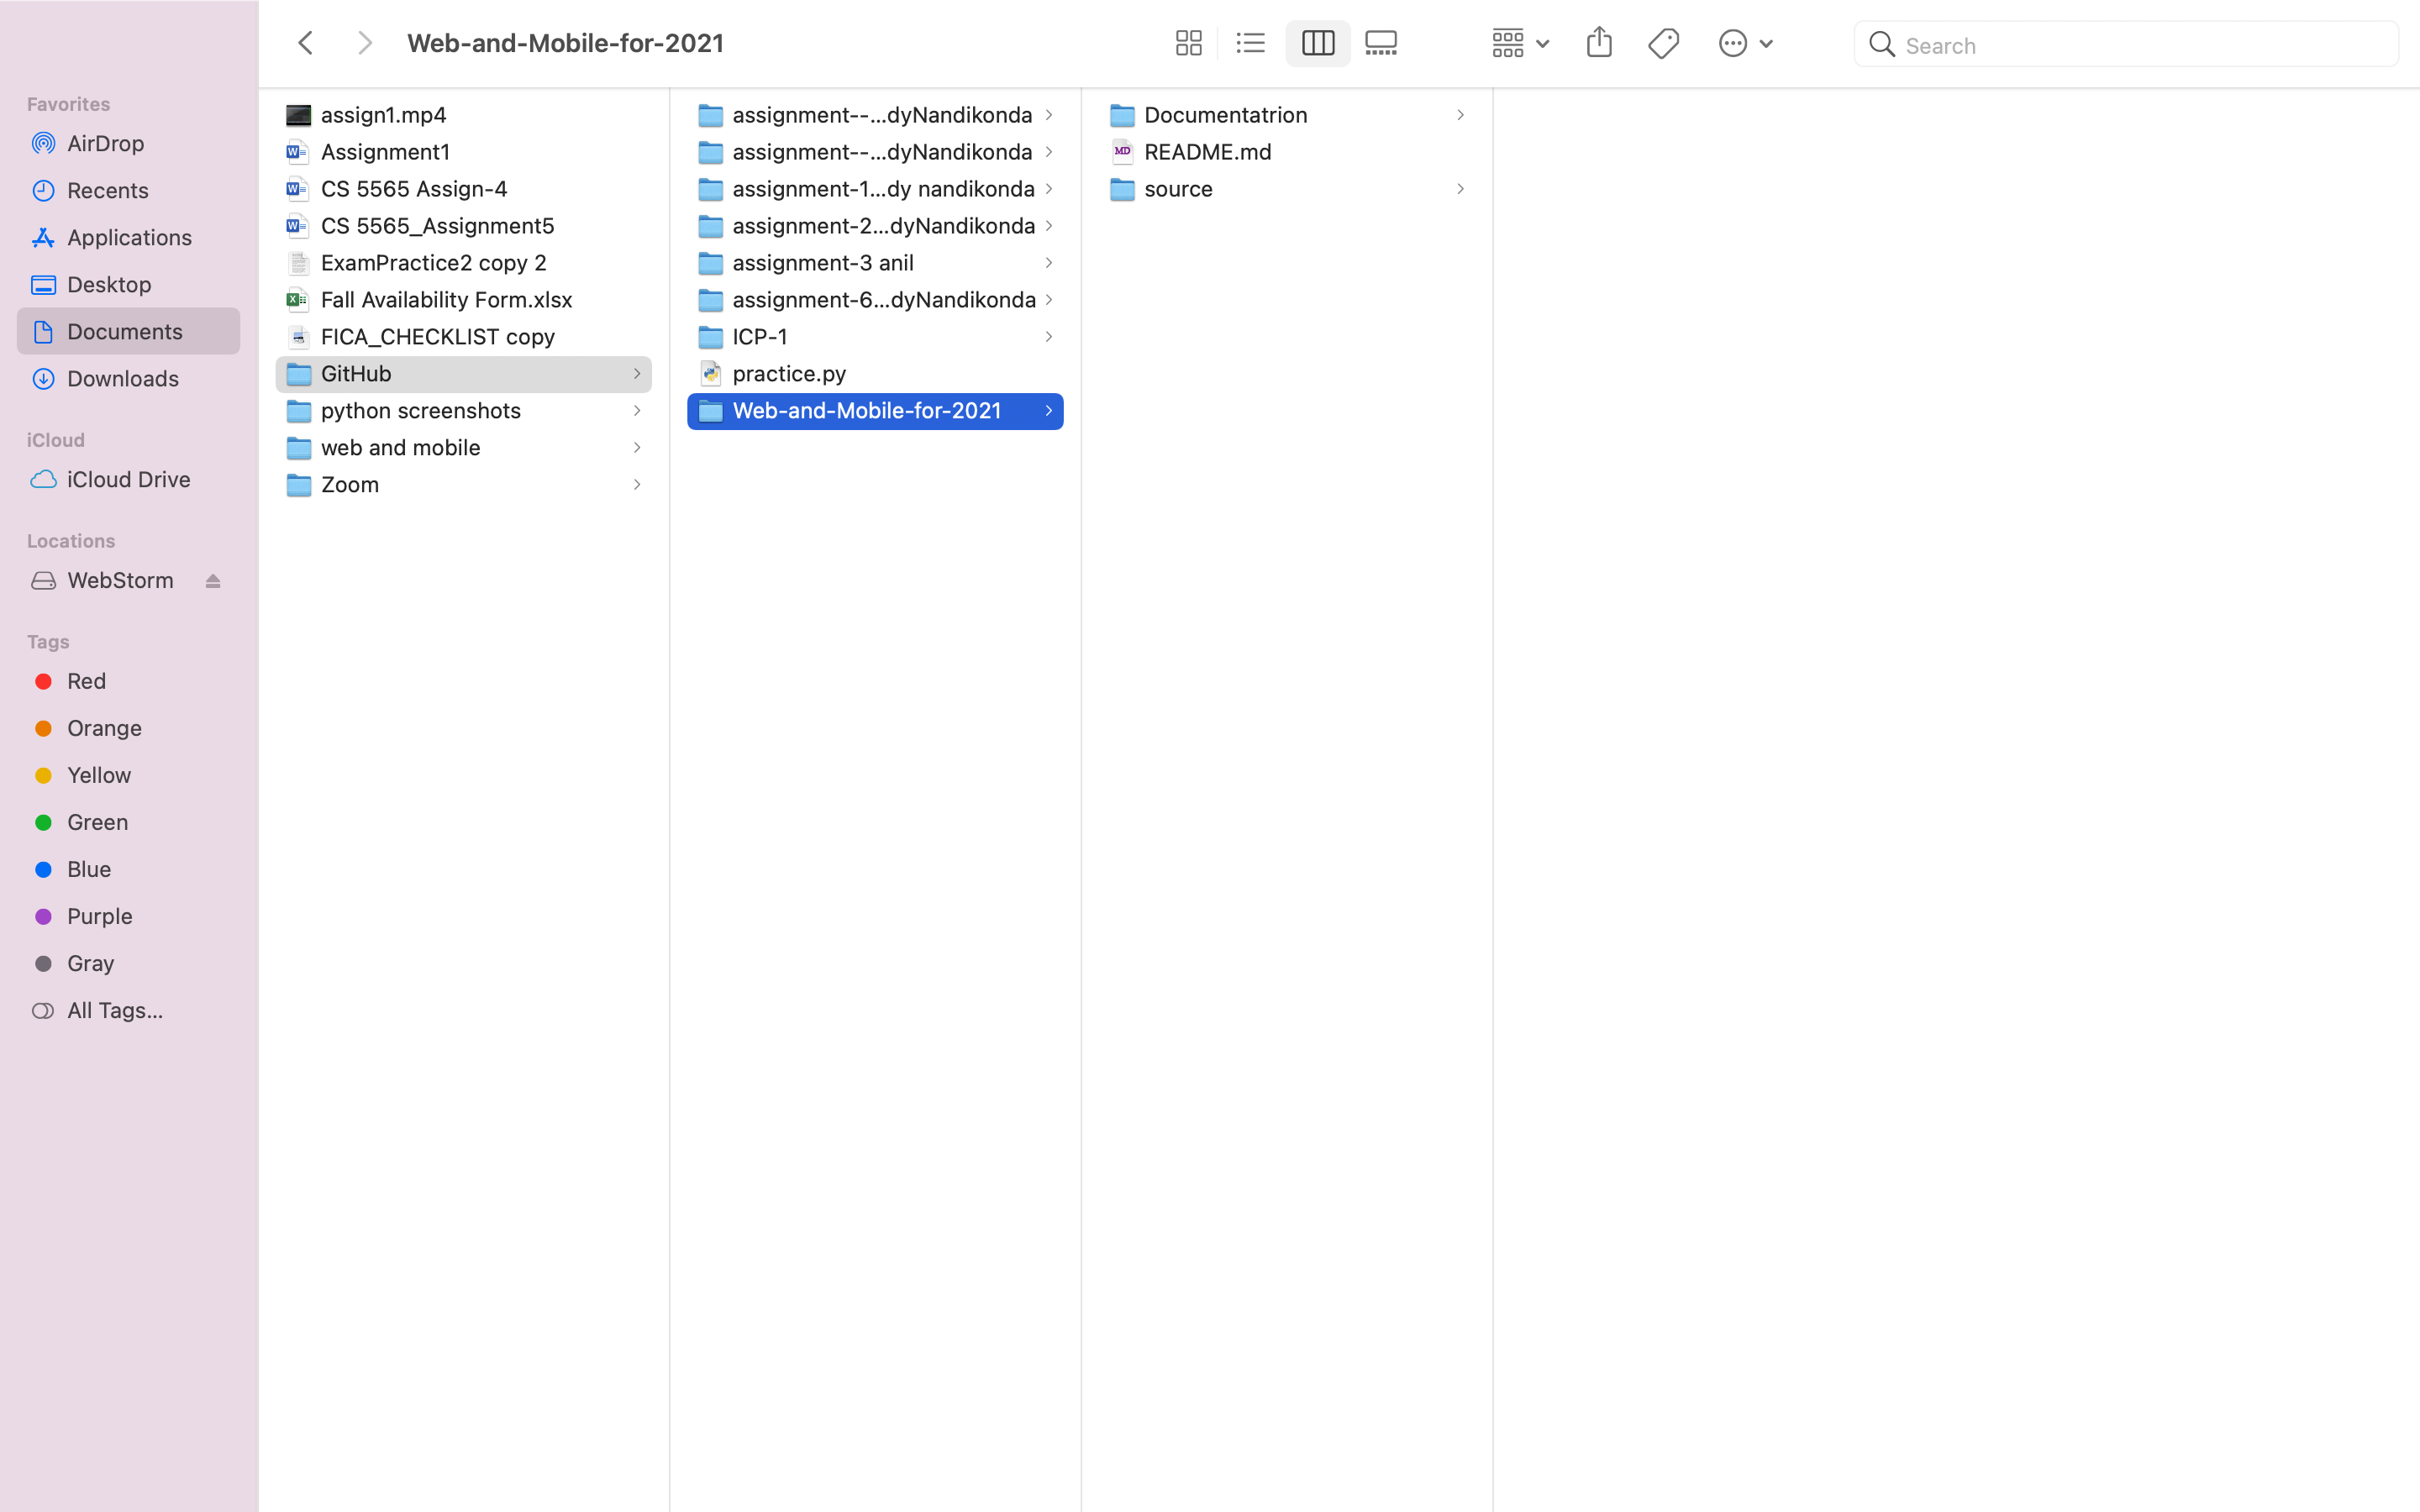 Web-and-Mobile-for-2021
Search
Favorites
AirDrop
Recents
Applications
Desktop
Documents
Downloads
iCloud
iCloud Drive
Locations
WebStorm
Tags
Red
Orange
Yellow
Green
Blue
Purple
Gray
All Tags...
assign1.mp4
Assignment1
CS 5565 Assign-4
CS 5565_Assignment5
ExamPractice2 copy 2
Fall Availability Form.xlsx
FICA_CHECKLIST copy
GitHub
python screenshots
web and mobile
Zoom
assignment--...dyNandikonda
assignment--...dyNandikonda
assignment-1...dy nandikonda
assignment-2...dyNandikonda
assignment-3 anil
assignment-6...dyNandikonda
ICP-1
practice.py
Web-and-Mobile-for-2021
Documentatrion
README.md
source